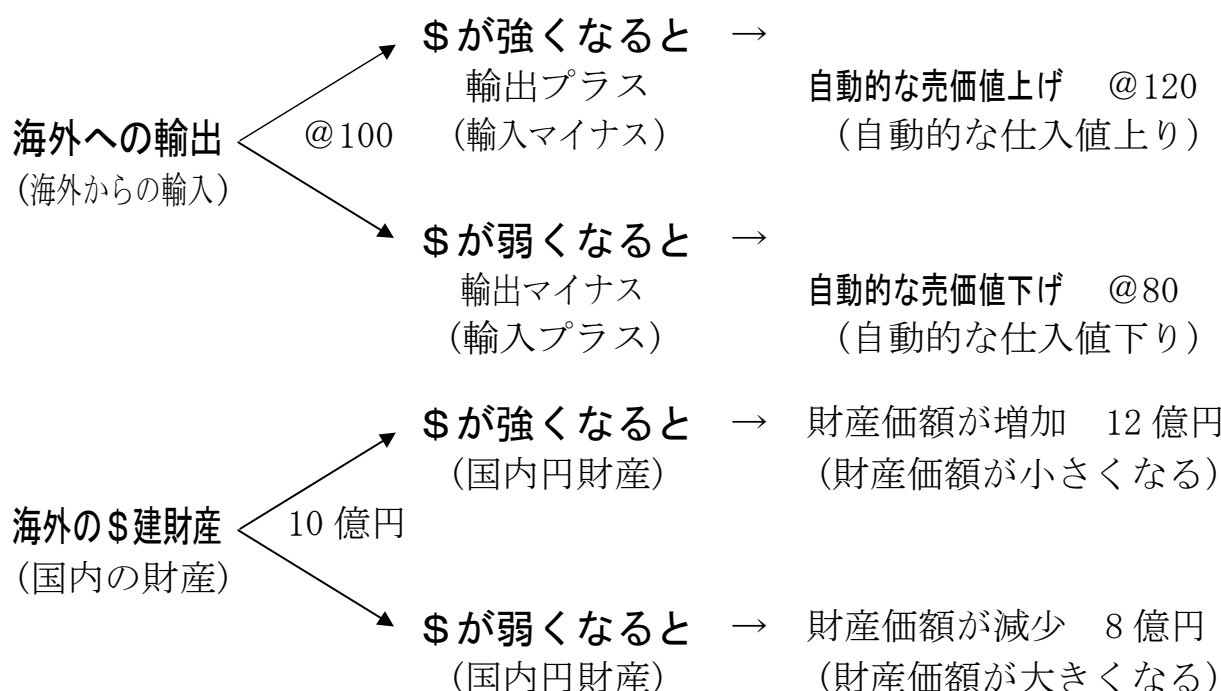 ＄が強くなると → 
輸出プラス 自動的な売価値上げ ＠120
海外への輸出 ＠100 (輸入マイナス) (自動的な仕入値上り)
(海外からの輸入)
＄が弱くなると →
輸出マイナス 自動的な売価値下げ ＠80
(輸入プラス) (自動的な仕入値下り)
＄が強くなると → 財産価額が増加 12億円
(国内円財産) (財産価額が小さくなる)
海外の＄建財産 10億円
(国内の財産)
＄が弱くなると → 財産価額が減少 8億円
(国内円財産) (財産価額が大きくなる)